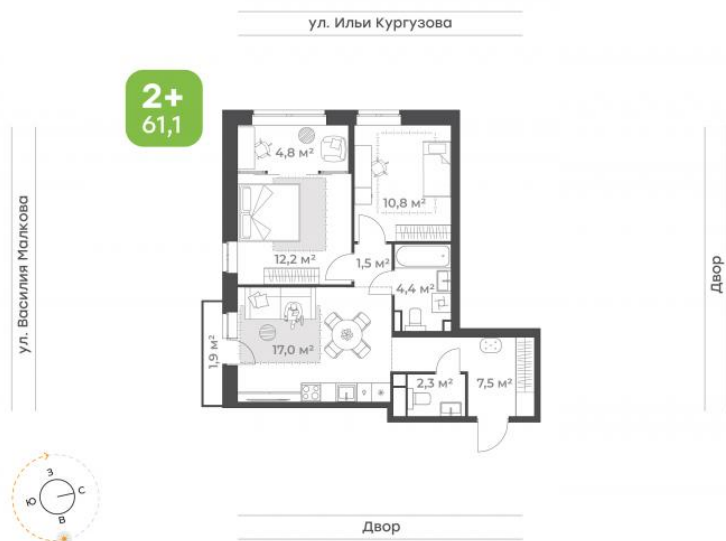 ул. Ильи Кургузова
2+
61,1
4,8 м²
10,8 м²
12,2 м²
1,5 м²
4,4 м²
ул. Василия Малкова
Двор
1,9 м²
17,0 м²
2,3 м²
7,5 м²
З
С
Ю
В
Двор